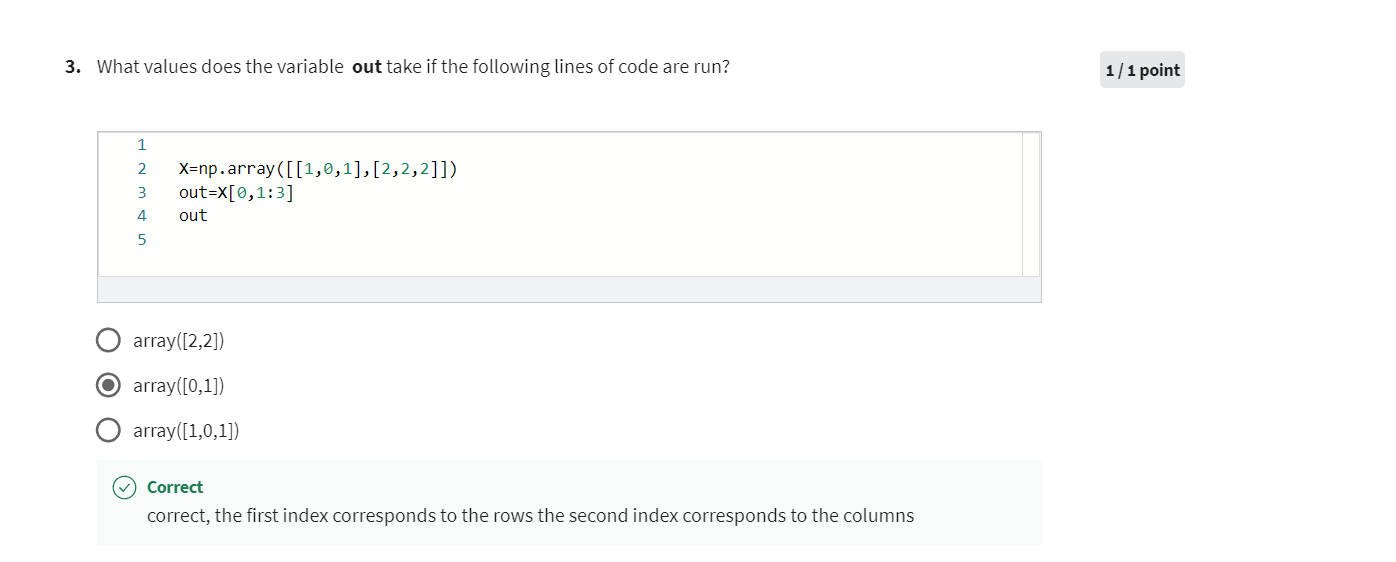 3. What values does the variable out take if the following lines of code are run?
1/1 point
1
2 X=np.array([[1,0,1],[2,2,2]])
3 out=X[0,1:3]
4 out
5
array([2,2])
array([0,1])
array([1,0,1])
Correct
correct, the first index corresponds to the rows the second index corresponds to the columns